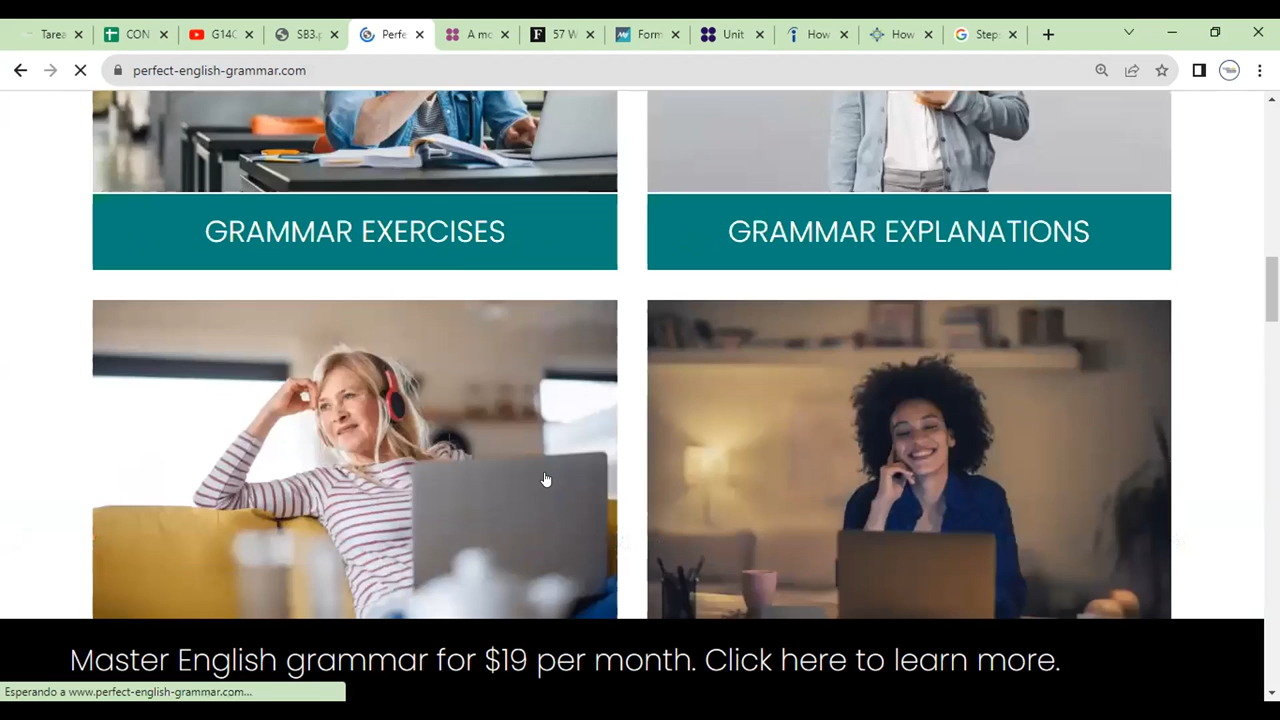 Tarea
CON
G14C
SB3.p
Perfe
A mo
57 W
Form
Unit
How
How
Step:
perfect-english-grammar.com
GRAMMAR EXERCISES
GRAMMAR EXPLANATIONS
Master English grammar for $19 per month. Click here to learn more.
Esperando a www.perfect-english-grammar.com...